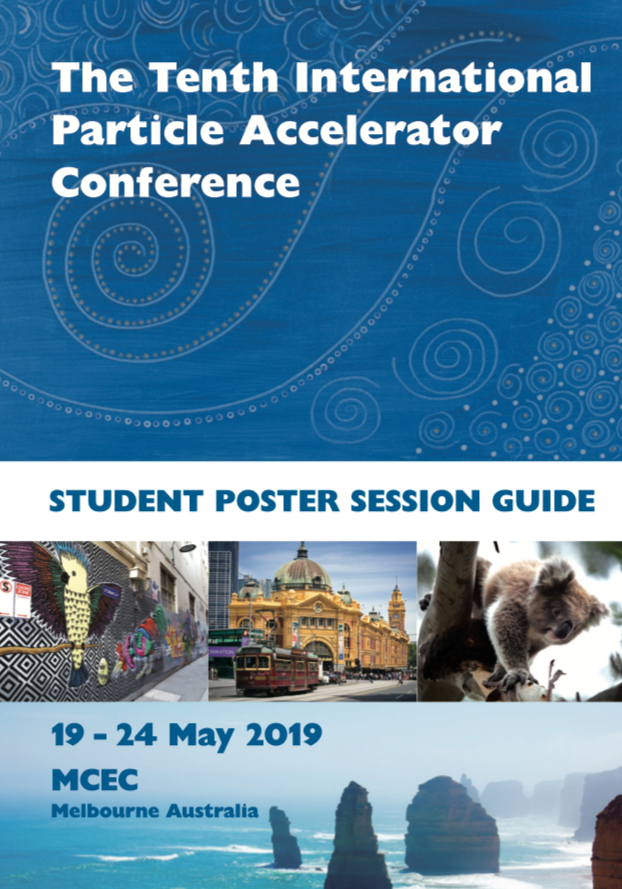 The Tenth International
Particle Accelerator
Conference
STUDENT POSTER SESSION GUIDE
19 – 24 May 2019
MCEC
Melbourne Australia